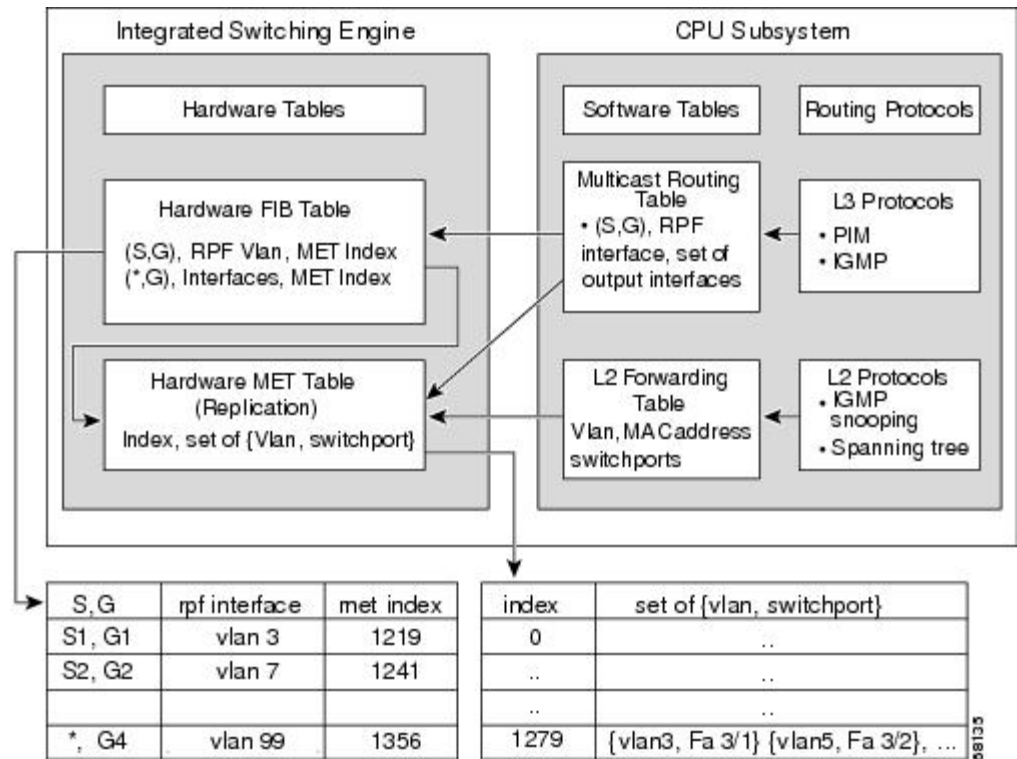 Integrated Switching Engine
CPU Subsystem
Hardware Tables
Software Tables
Routing Protocols
Hardware FIB Table
(S,G), RPF Vlan, MET Index
(*,G), Interfaces, MET Index
Multicast Routing
Table
• (S,G), RPF
interface, set of
output interfaces
L3 Protocols
• PIM
• IGMP
Hardware MET Table
(Replication)
Index, set of {Vlan, switchport}
L2 Forwarding
Table
Vlan, MAC address
switchports
L2 Protocols
• IGMP
snooping
• Spanning tree
S,G rpf interface met index
S1, G1 vlan 3 1219
S2, G2 vlan 7 1241
*, G4 vlan 99 1356
index set of {vlan, switchport}
0 ..
.. ..
.. ..
1279 {vlan3, Fa 3/1} {vlan5, Fa 3/2}, ...
68135